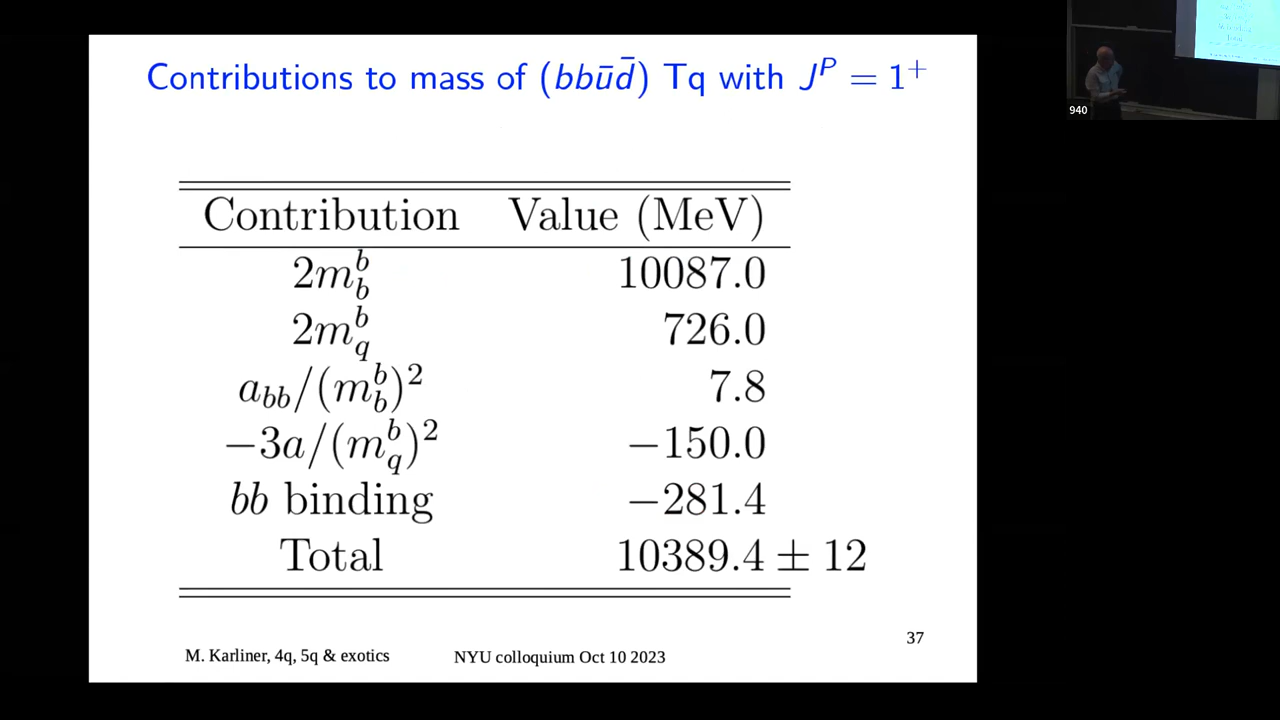 Contributions to mass of (bbūd̄) Tq with J^P = 1^+
Contribution Value (MeV)
2m_b^b 10087.0
2m_q^b 726.0
a_bb/(m_b^b)^2 7.8
−3a/(m_q^b)^2 −150.0
bb binding −281.4
Total 10389.4 ± 12
37
M. Karliner, 4q, 5q & exotics NYU colloquium Oct 10 2023
940